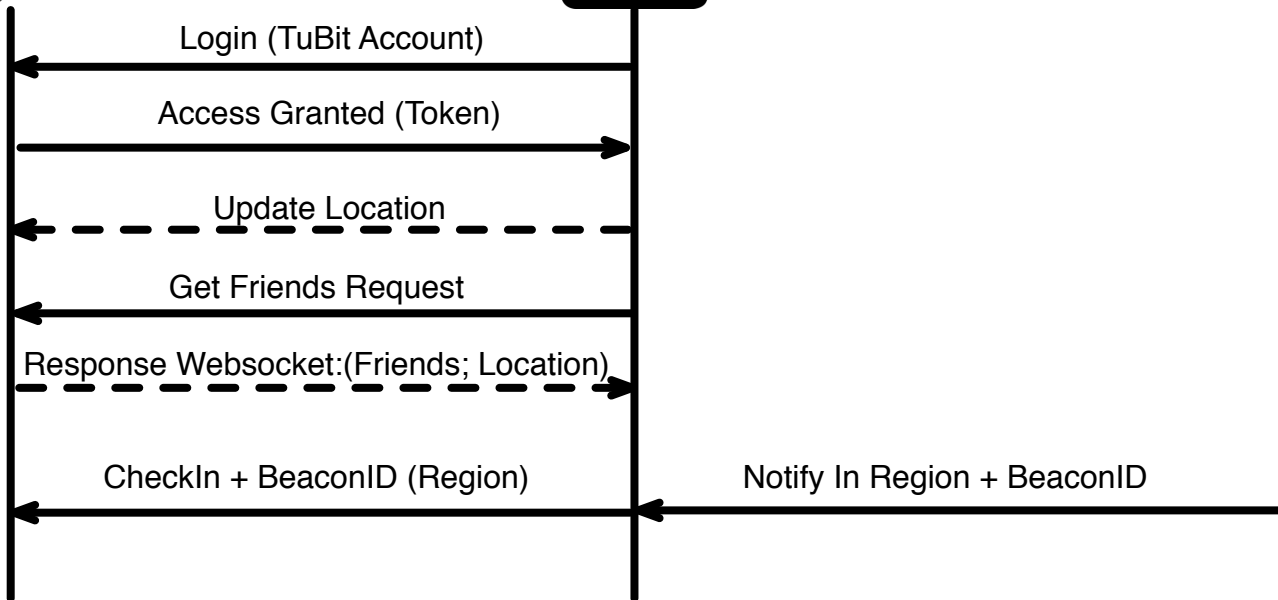 Login (TuBit Account)
Access Granted (Token)
Update Location
Get Friends Request
Response Websocket:(Friends; Location)
CheckIn + BeaconID (Region)
Notify In Region + BeaconID